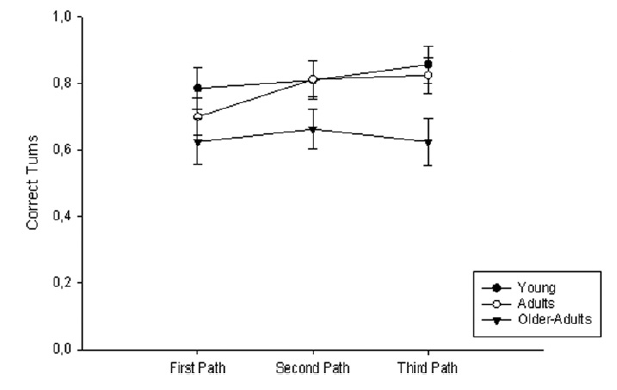 1,0
0,8
0,6
0,4
0,2
0,0
Correct Turns
First Path
Second Path
Third Path
Young
Adults
Older-Adults